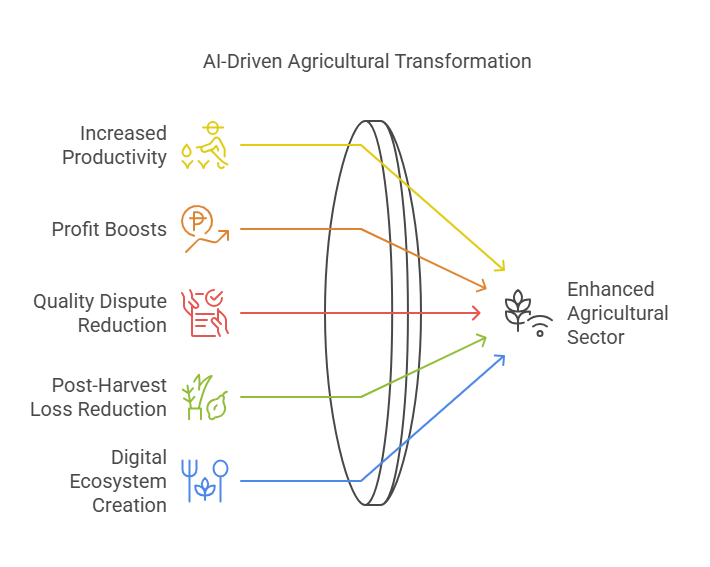 AI-Driven Agricultural Transformation
Increased
Productivity
Profit Boosts
Quality Dispute
Reduction
Post-Harvest
Loss Reduction
Digital
Ecosystem
Creation
Enhanced
Agricultural
Sector